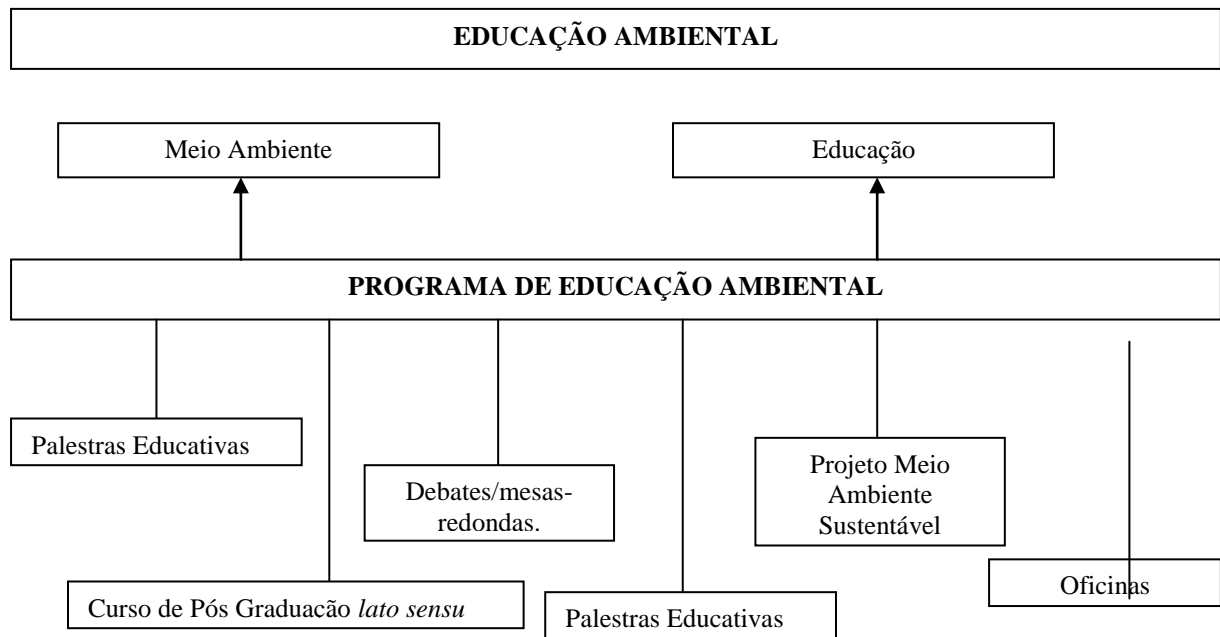 EDUCAÇÃO AMBIENTAL
Meio Ambiente
Educação
PROGRAMA DE EDUCAÇÃO AMBIENTAL
Palestras Educativas
Debates/mesas-
redondas.
Projeto Meio
Ambiente
Sustentável
Oficinas
Curso de Pós Graduacão lato sensu
Palestras Educativas